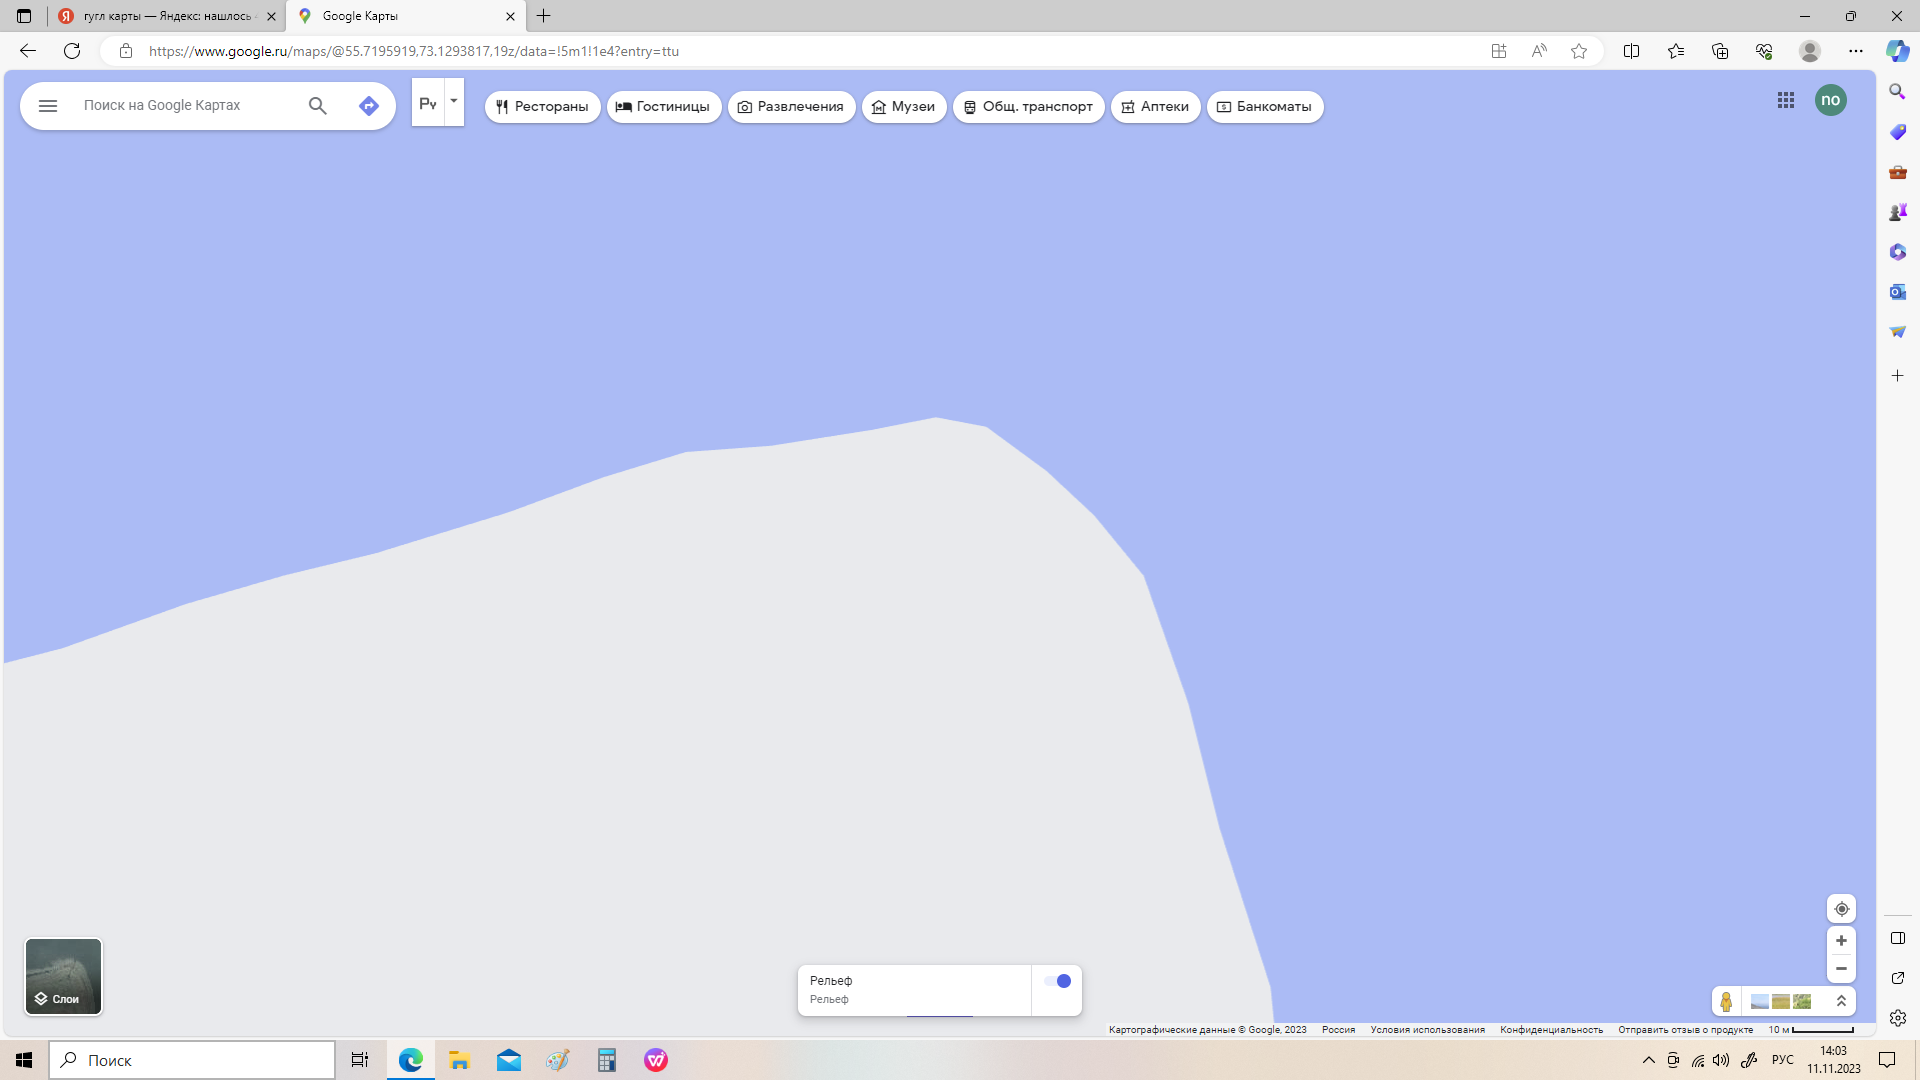 гугл карты — Яндекс: нашлось
Google Карты
https://www.google.ru/maps/@55.7195919,73.1293817,19z/data=!5m1!1e4?entry=ttu
Поиск на Google Картах
Рестораны
Гостиницы
Развлечения
Музеи
Общ. транспорт
Аптеки
Банкоматы
no
Слои
Рельеф
Рельеф
Картографические данные © Google, 2023 Россия Условия использования Конфиденциальность Отправить отзыв о продукте 10 м
Поиск
РУС
14:03
11.11.2023